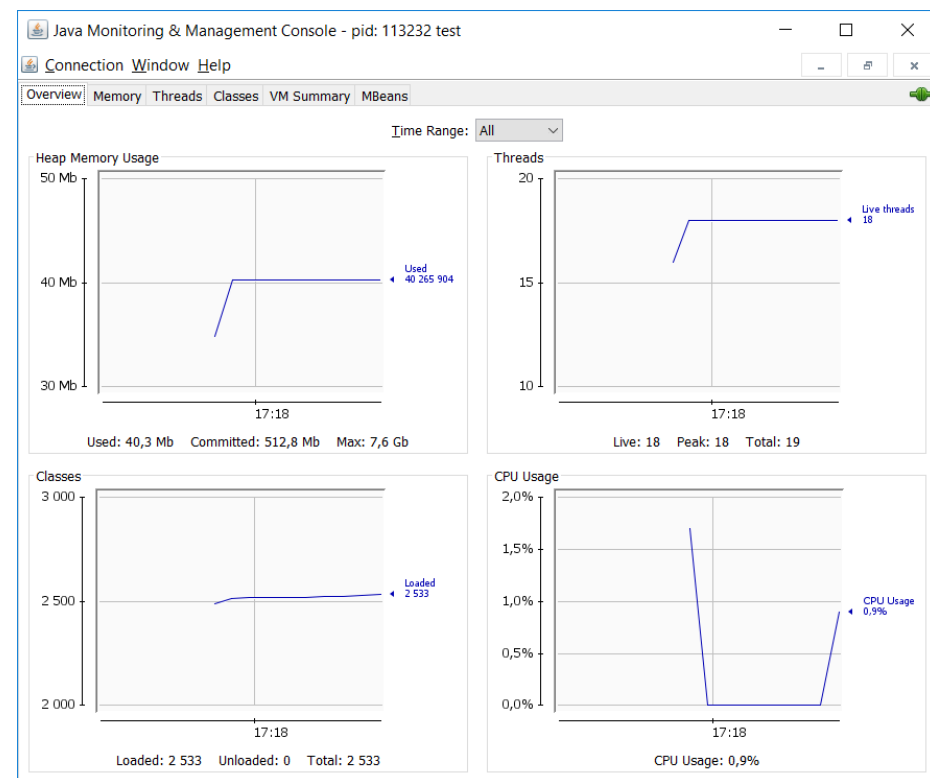 Java Monitoring & Management Console - pid: 113232 test
Connection Window Help
Overview Memory Threads Classes VM Summary MBeans
Time Range: All
Heap Memory Usage
50 Mb
40 Mb
30 Mb
Used
40 265 904
17:18
Used: 40,3 Mb Committed: 512,8 Mb Max: 7,6 Gb
Threads
20
15
10
Live threads
18
17:18
Live: 18 Peak: 18 Total: 19
Classes
3 000
2 500
2 000
Loaded
2 533
17:18
Loaded: 2 533 Unloaded: 0 Total: 2 533
CPU Usage
2,0%
1,5%
1,0%
0,5%
0,0%
CPU Usage
0,9%
17:18
CPU Usage: 0,9%